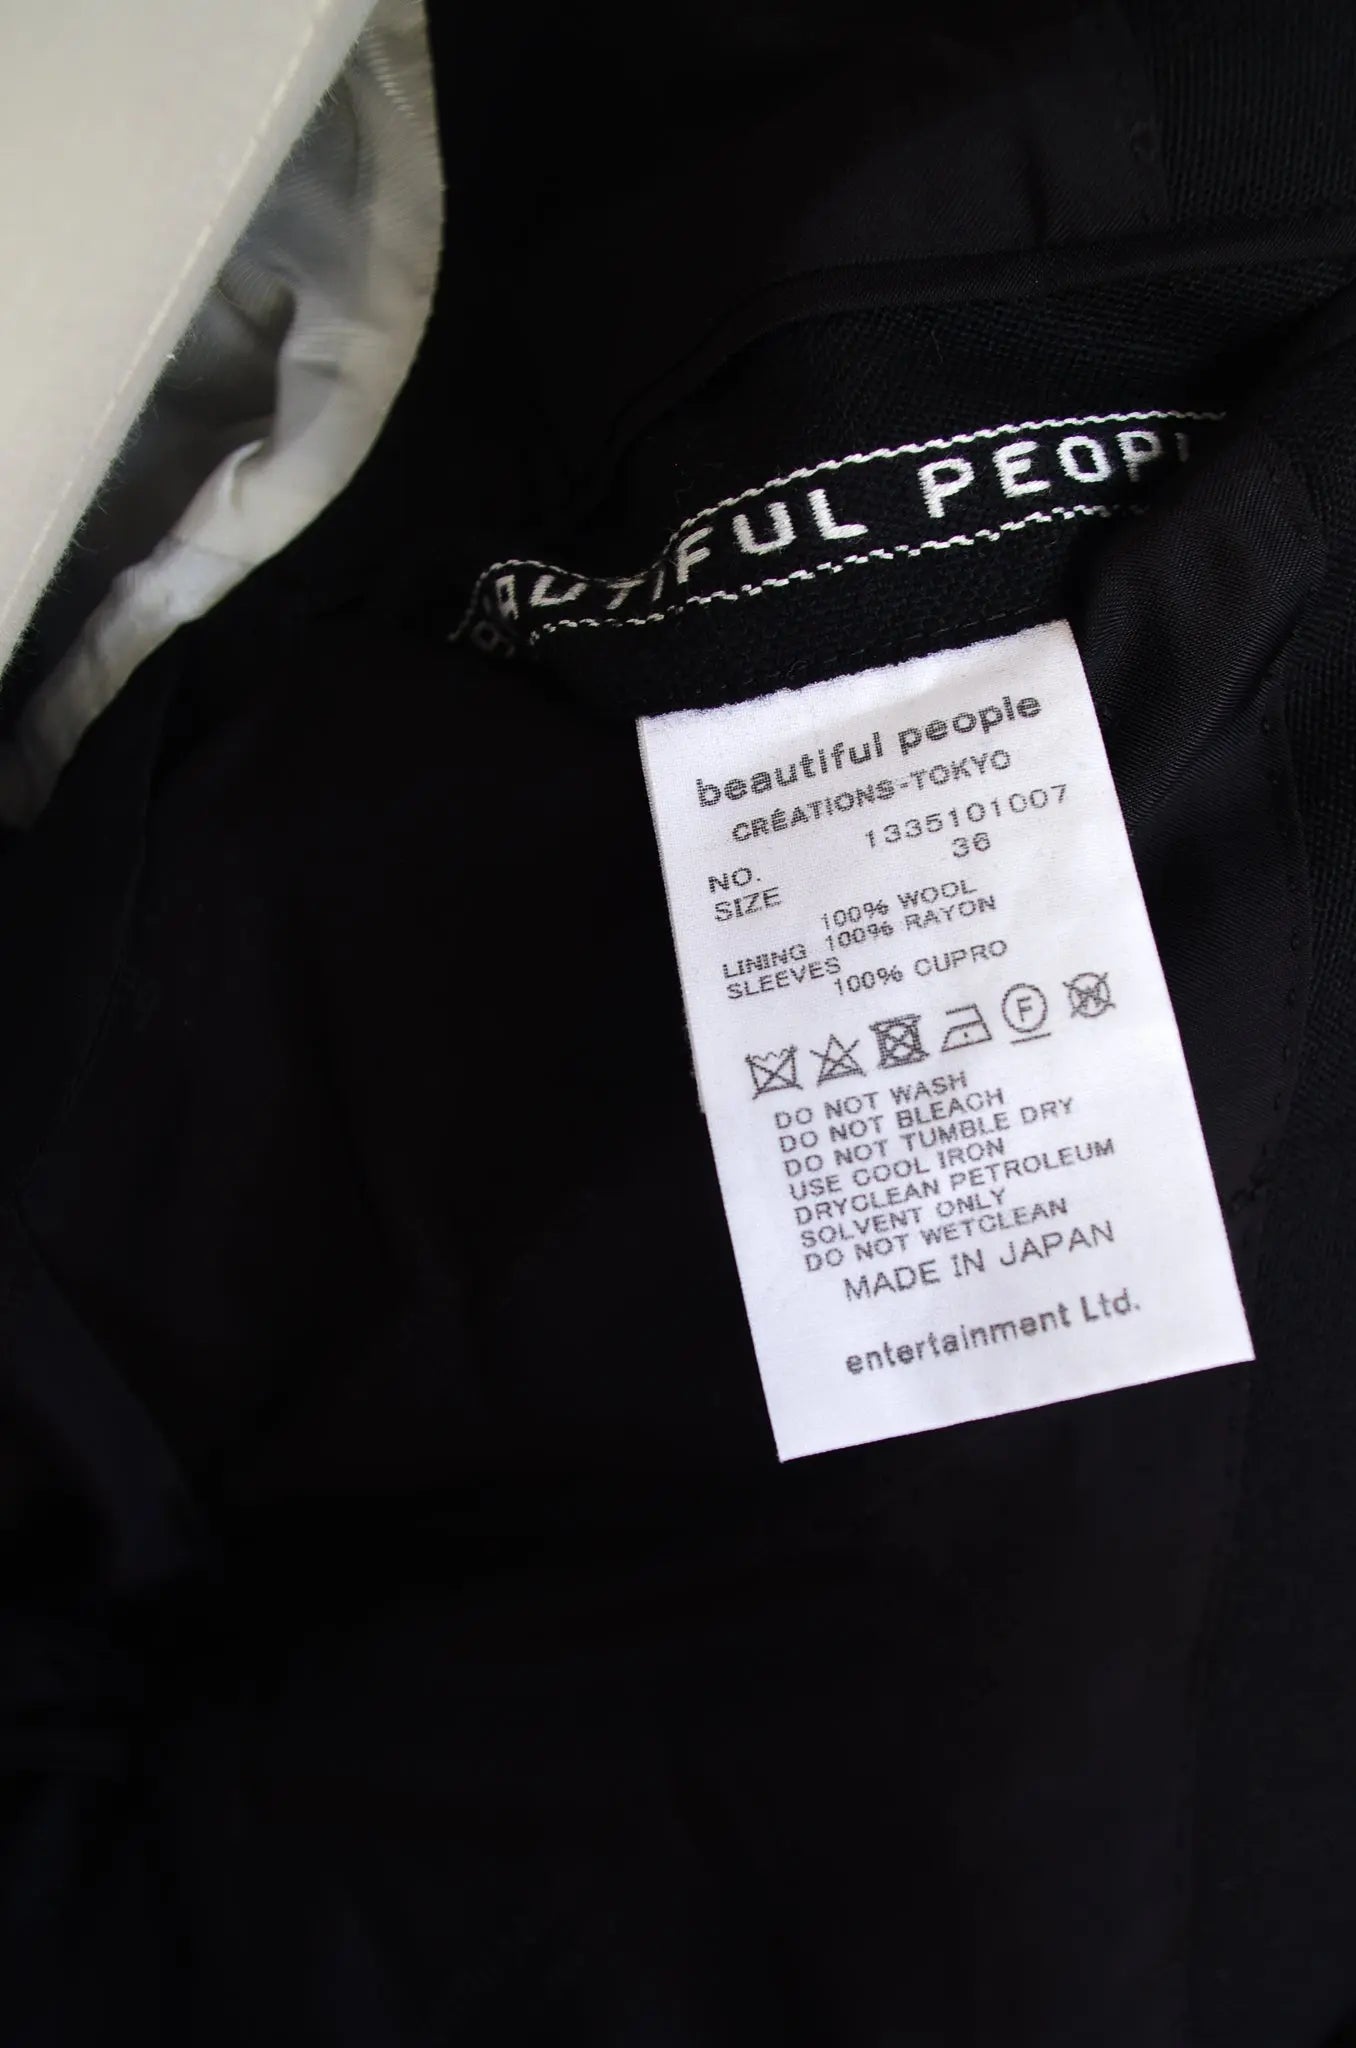 BEAUTIFUL PEOP
beautiful people
CRÉATIONS-TOKYO
NO. 1335101007
SIZE 36
100% WOOL
LINING 100% RAYON
SLEEVES 100% CUPRO
F
W
DO NOT WASH
DO NOT BLEACH
DO NOT TUMBLE DRY
USE COOL IRON
DRYCLEAN PETROLEUM
SOLVENT ONLY
DO NOT WETCLEAN
MADE IN JAPAN
entertainment Ltd.